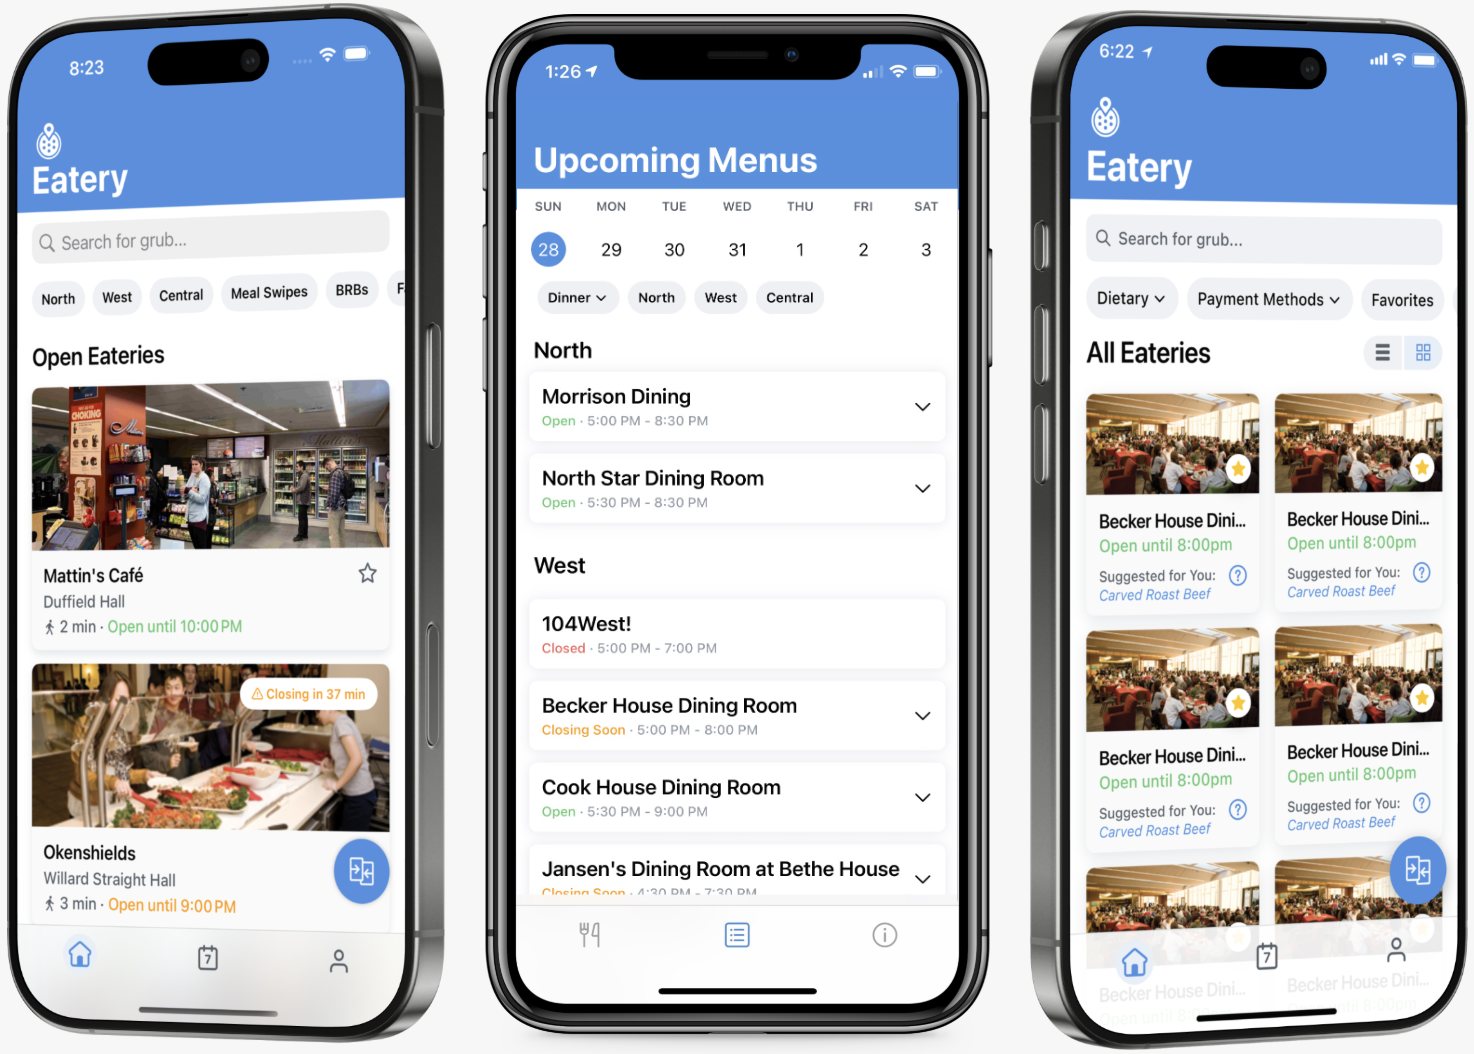 8:23
Eatery
Search for grub...
North West Central Meal Swipes BRBs F
Open Eateries
CHOKING
Mattin's Café
Duffield Hall
2 min · Open until 10:00 PM
Closing in 37 min
Okenshields
Willard Straight Hall
3 min · Open until 9:00 PM
7
1:26
Upcoming Menus
SUN MON TUE WED THU FRI SAT
28 29 30 31 1 2 3
Dinner North West Central
North
Morrison Dining
Open · 5:00 PM - 8:30 PM
North Star Dining Room
Open · 5:30 PM - 8:30 PM
West
104West!
Closed · 5:00 PM - 7:00 PM
Becker House Dining Room
Closing Soon · 5:00 PM - 8:00 PM
Cook House Dining Room
Open · 5:30 PM - 9:00 PM
Jansen's Dining Room at Bethe House
Closing Soon · 4:30 PM - 7:30 PM
6:22
Eatery
Search for grub...
Dietary Payment Methods Favorites
All Eateries
Becker House Dini... Becker House Dini...
Open until 8:00pm Open until 8:00pm
Suggested for You: Suggested for You:
Carved Roast Beef Carved Roast Beef
Becker House Dini... Becker House Dini...
Open until 8:00pm Open until 8:00pm
Suggested for You: Suggested for You:
Carved Roast Beef Carved Roast Beef
7
Becker House Dini... Becker House Dini...